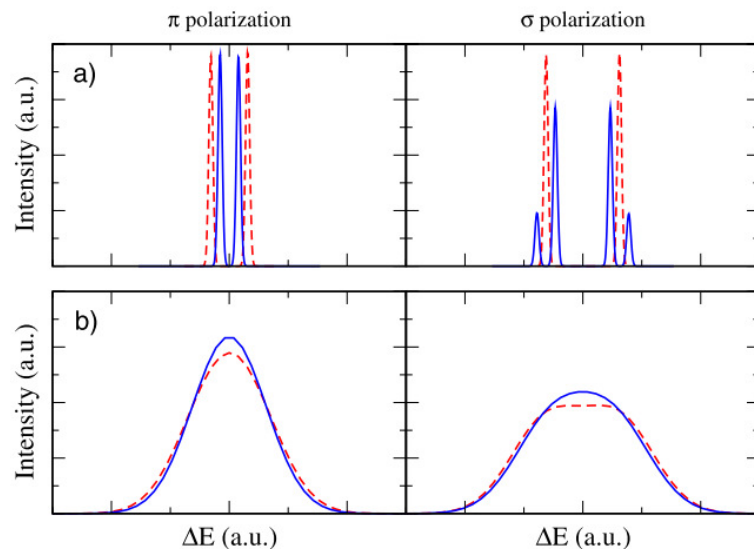 π polarization
σ polarization
a)
Intensity (a.u.)
b)
Intensity (a.u.)
ΔE (a.u.)
ΔE (a.u.)